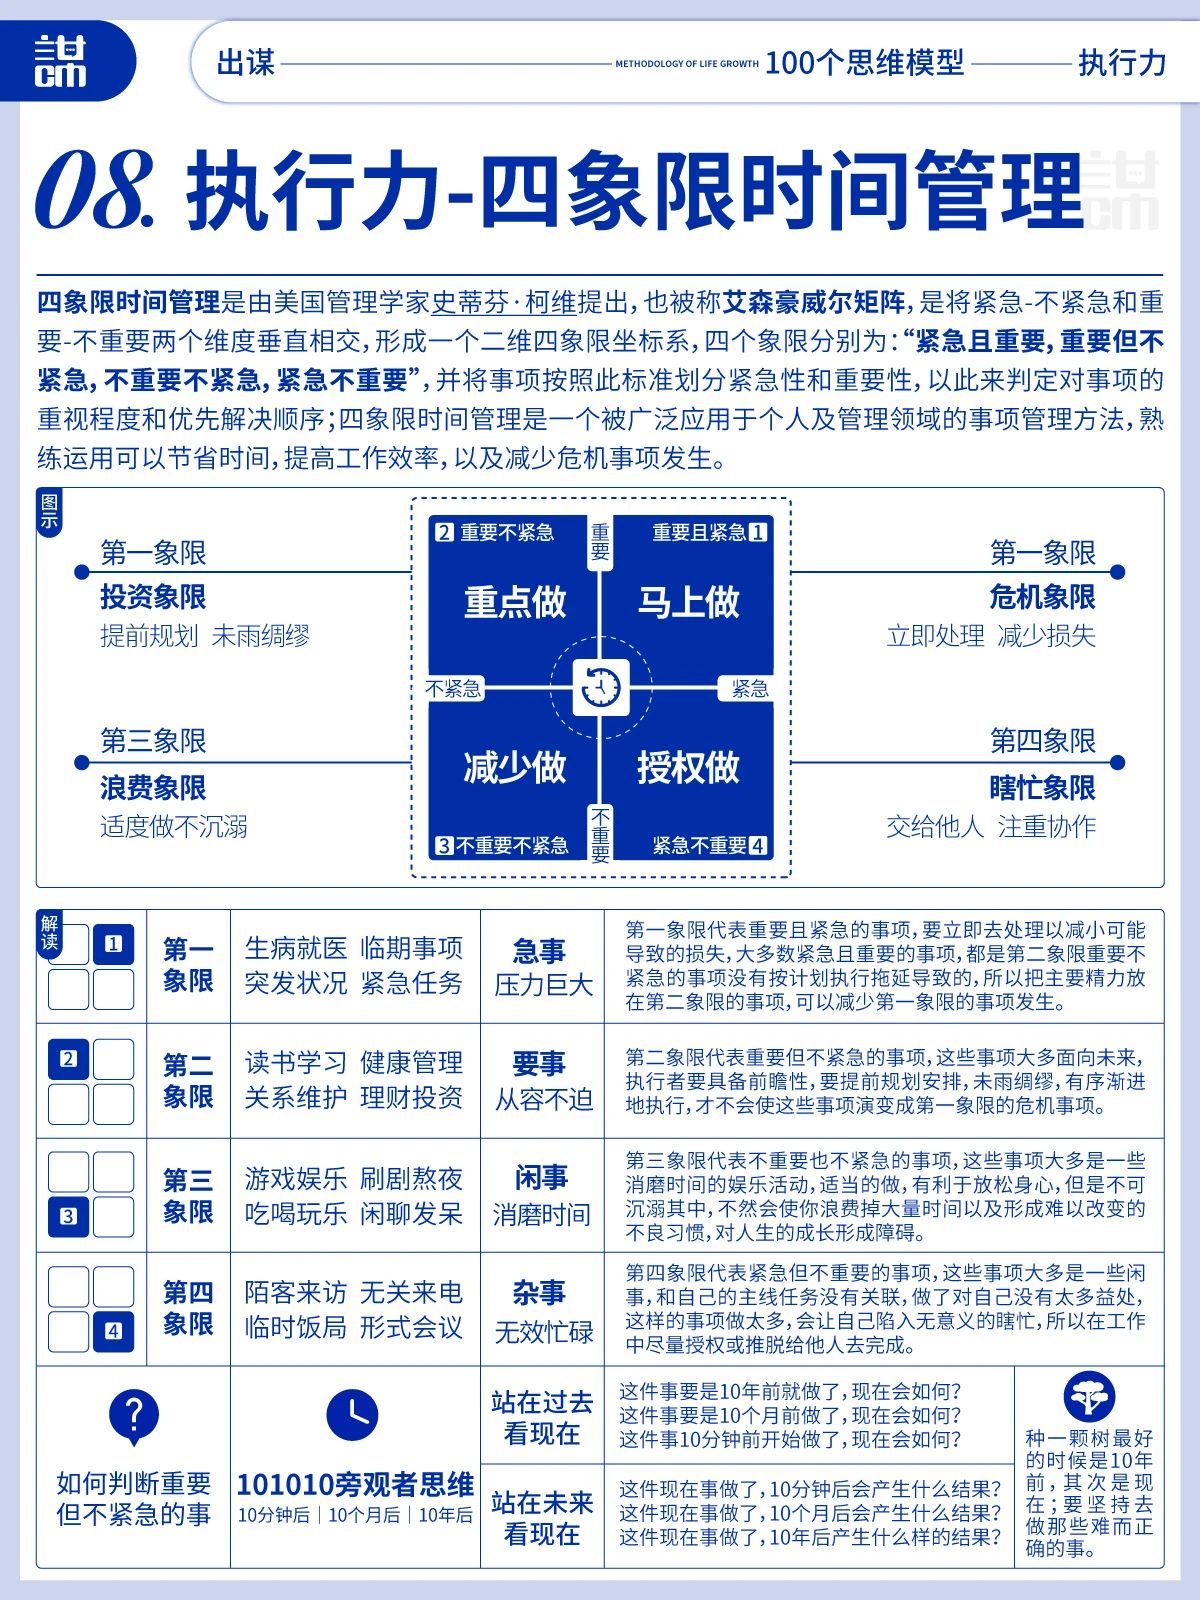 謀
cm
出谋
METHODOLOGY OF LIFE GROWTH
100个思维模型
执行力
08. 执行力-四象限时间管理
四象限时间管理是由美国管理学家史蒂芬·柯维提出，也被称艾森豪威尔矩阵，是将紧急-不紧急和重
要-不重要两个维度垂直相交，形成一个二维四象限坐标系，四个象限分别为：“紧急且重要，重要但不
紧急，不重要不紧急，紧急不重要”，并将事项按照此标准划分紧急性和重要性，以此来判定对事项的
重视程度和优先解决顺序；四象限时间管理是一个被广泛应用于个人及管理领域的事项管理方法，熟
练运用可以节省时间，提高工作效率，以及减少危机事项发生。
图示
第一象限
投资象限
提前规划 未雨绸缪
第三象限
浪费象限
适度做不沉溺
2 重要不紧急
重要
重要且紧急 1
重点做
马上做
不紧急
紧急
减少做
授权做
3 不重要不紧急
不重要
紧急不重要 4
第一象限
危机象限
立即处理 减少损失
第四象限
瞎忙象限
交给他人 注重协作
解读
1
第一
象限
生病就医 临期事项
突发状况 紧急任务
急事
压力巨大
第一象限代表重要且紧急的事项，要立即去处理以减小可能
导致的损失，大多数紧急且重要的事项，都是第二象限重要不
紧急的事项没有按计划执行拖延导致的，所以把主要精力放
在第二象限的事项，可以减少第一象限的事项发生。
2
第二
象限
读书学习 健康管理
关系维护 理财投资
要事
从容不迫
第二象限代表重要但不紧急的事项，这些事项大多面向未来，
执行者要具备前瞻性，要提前规划安排，未雨绸缪，有序渐进
地执行，才不会使这些事项演变成第一象限的危机事项。
3
第三
象限
游戏娱乐 刷剧熬夜
吃喝玩乐 闲聊发呆
闲事
消磨时间
第三象限代表不重要也不紧急的事项，这些事项大多是一些
消磨时间的娱乐活动，适当的做，有利于放松身心，但是不可
沉溺其中，不然会使你浪费掉大量时间以及形成难以改变的
不良习惯，对人生的成长形成障碍。
4
第四
象限
陌客来访 无关来电
临时饭局 形式会议
杂事
无效忙碌
第四象限代表紧急但不重要的事项，这些事项大多是一些闲
事，和自己的主线任务没有关联，做了对自己没有太多益处，
这样的事项做太多，会让自己陷入无意义的瞎忙，所以在工作
中尽量授权或推脱给他人去完成。
?
如何判断重要
但不紧急的事
101010旁观者思维
10分钟后｜10个月后｜10年后
站在过去
看现在
这件事要是10年前就做了，现在会如何？
这件事要是10个月前做了，现在会如何？
这件事10分钟前开始做了，现在会如何？
站在未来
看现在
这件现在事做了，10分钟后会产生什么结果？
这件现在事做了，10个月后会产生什么结果？
这件现在事做了，10年后产生什么样的结果？
种一颗树最好
的时候是10年
前，其次是现
在；要坚持去
做那些难而正
确的事。